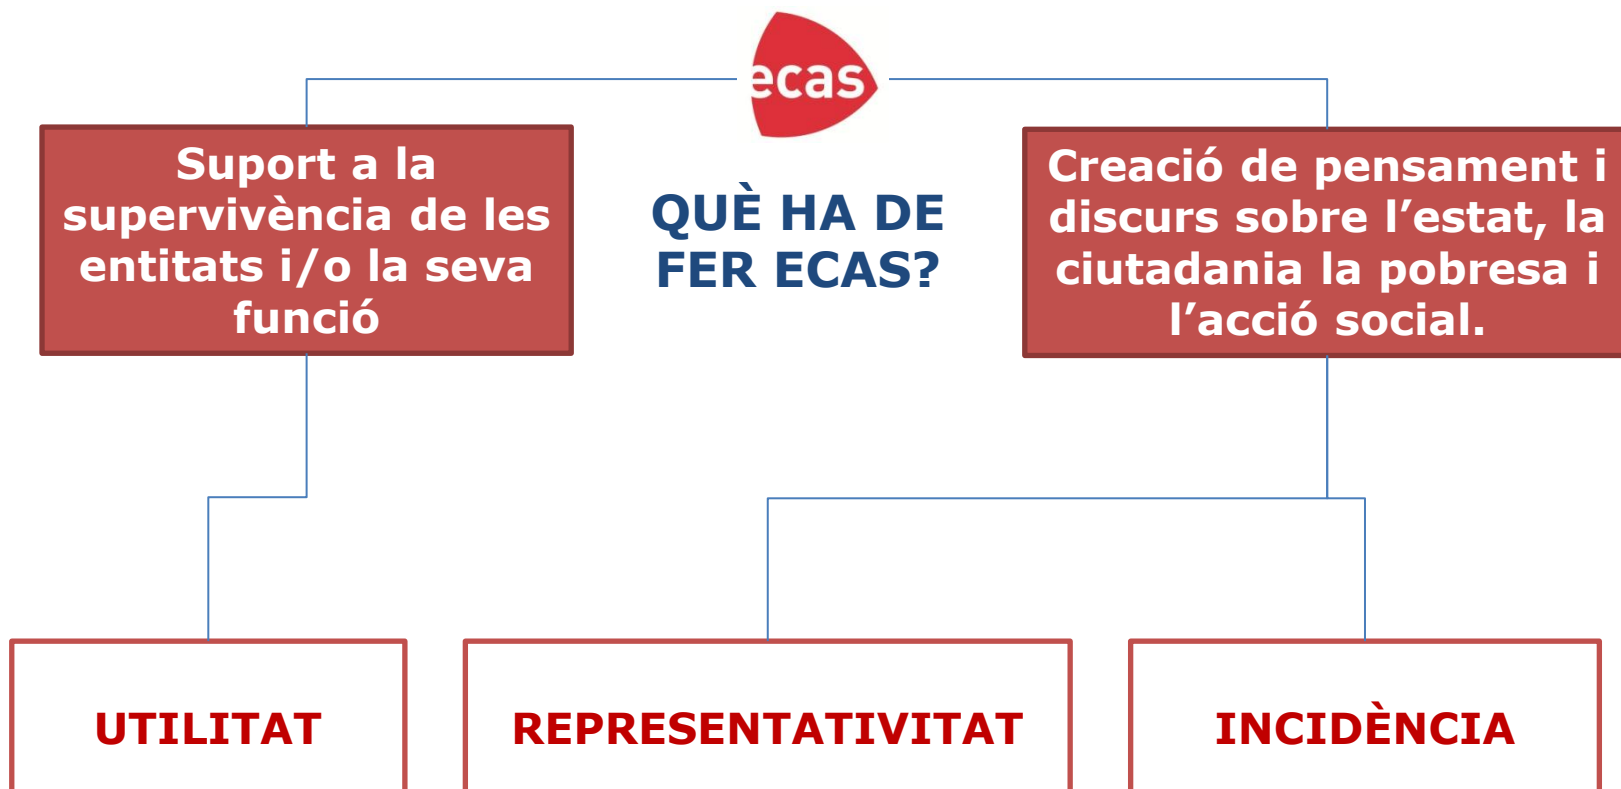 ecas
Suport a la
supervivència de les
entitats i/o la seva
funció
QUÈ HA DE
FER ECAS?
Creació de pensament i
discurs sobre l’estat, la
ciutadania la pobresa i
l’acció social.
UTILITAT
REPRESENTATIVITAT
INCIDÈNCIA